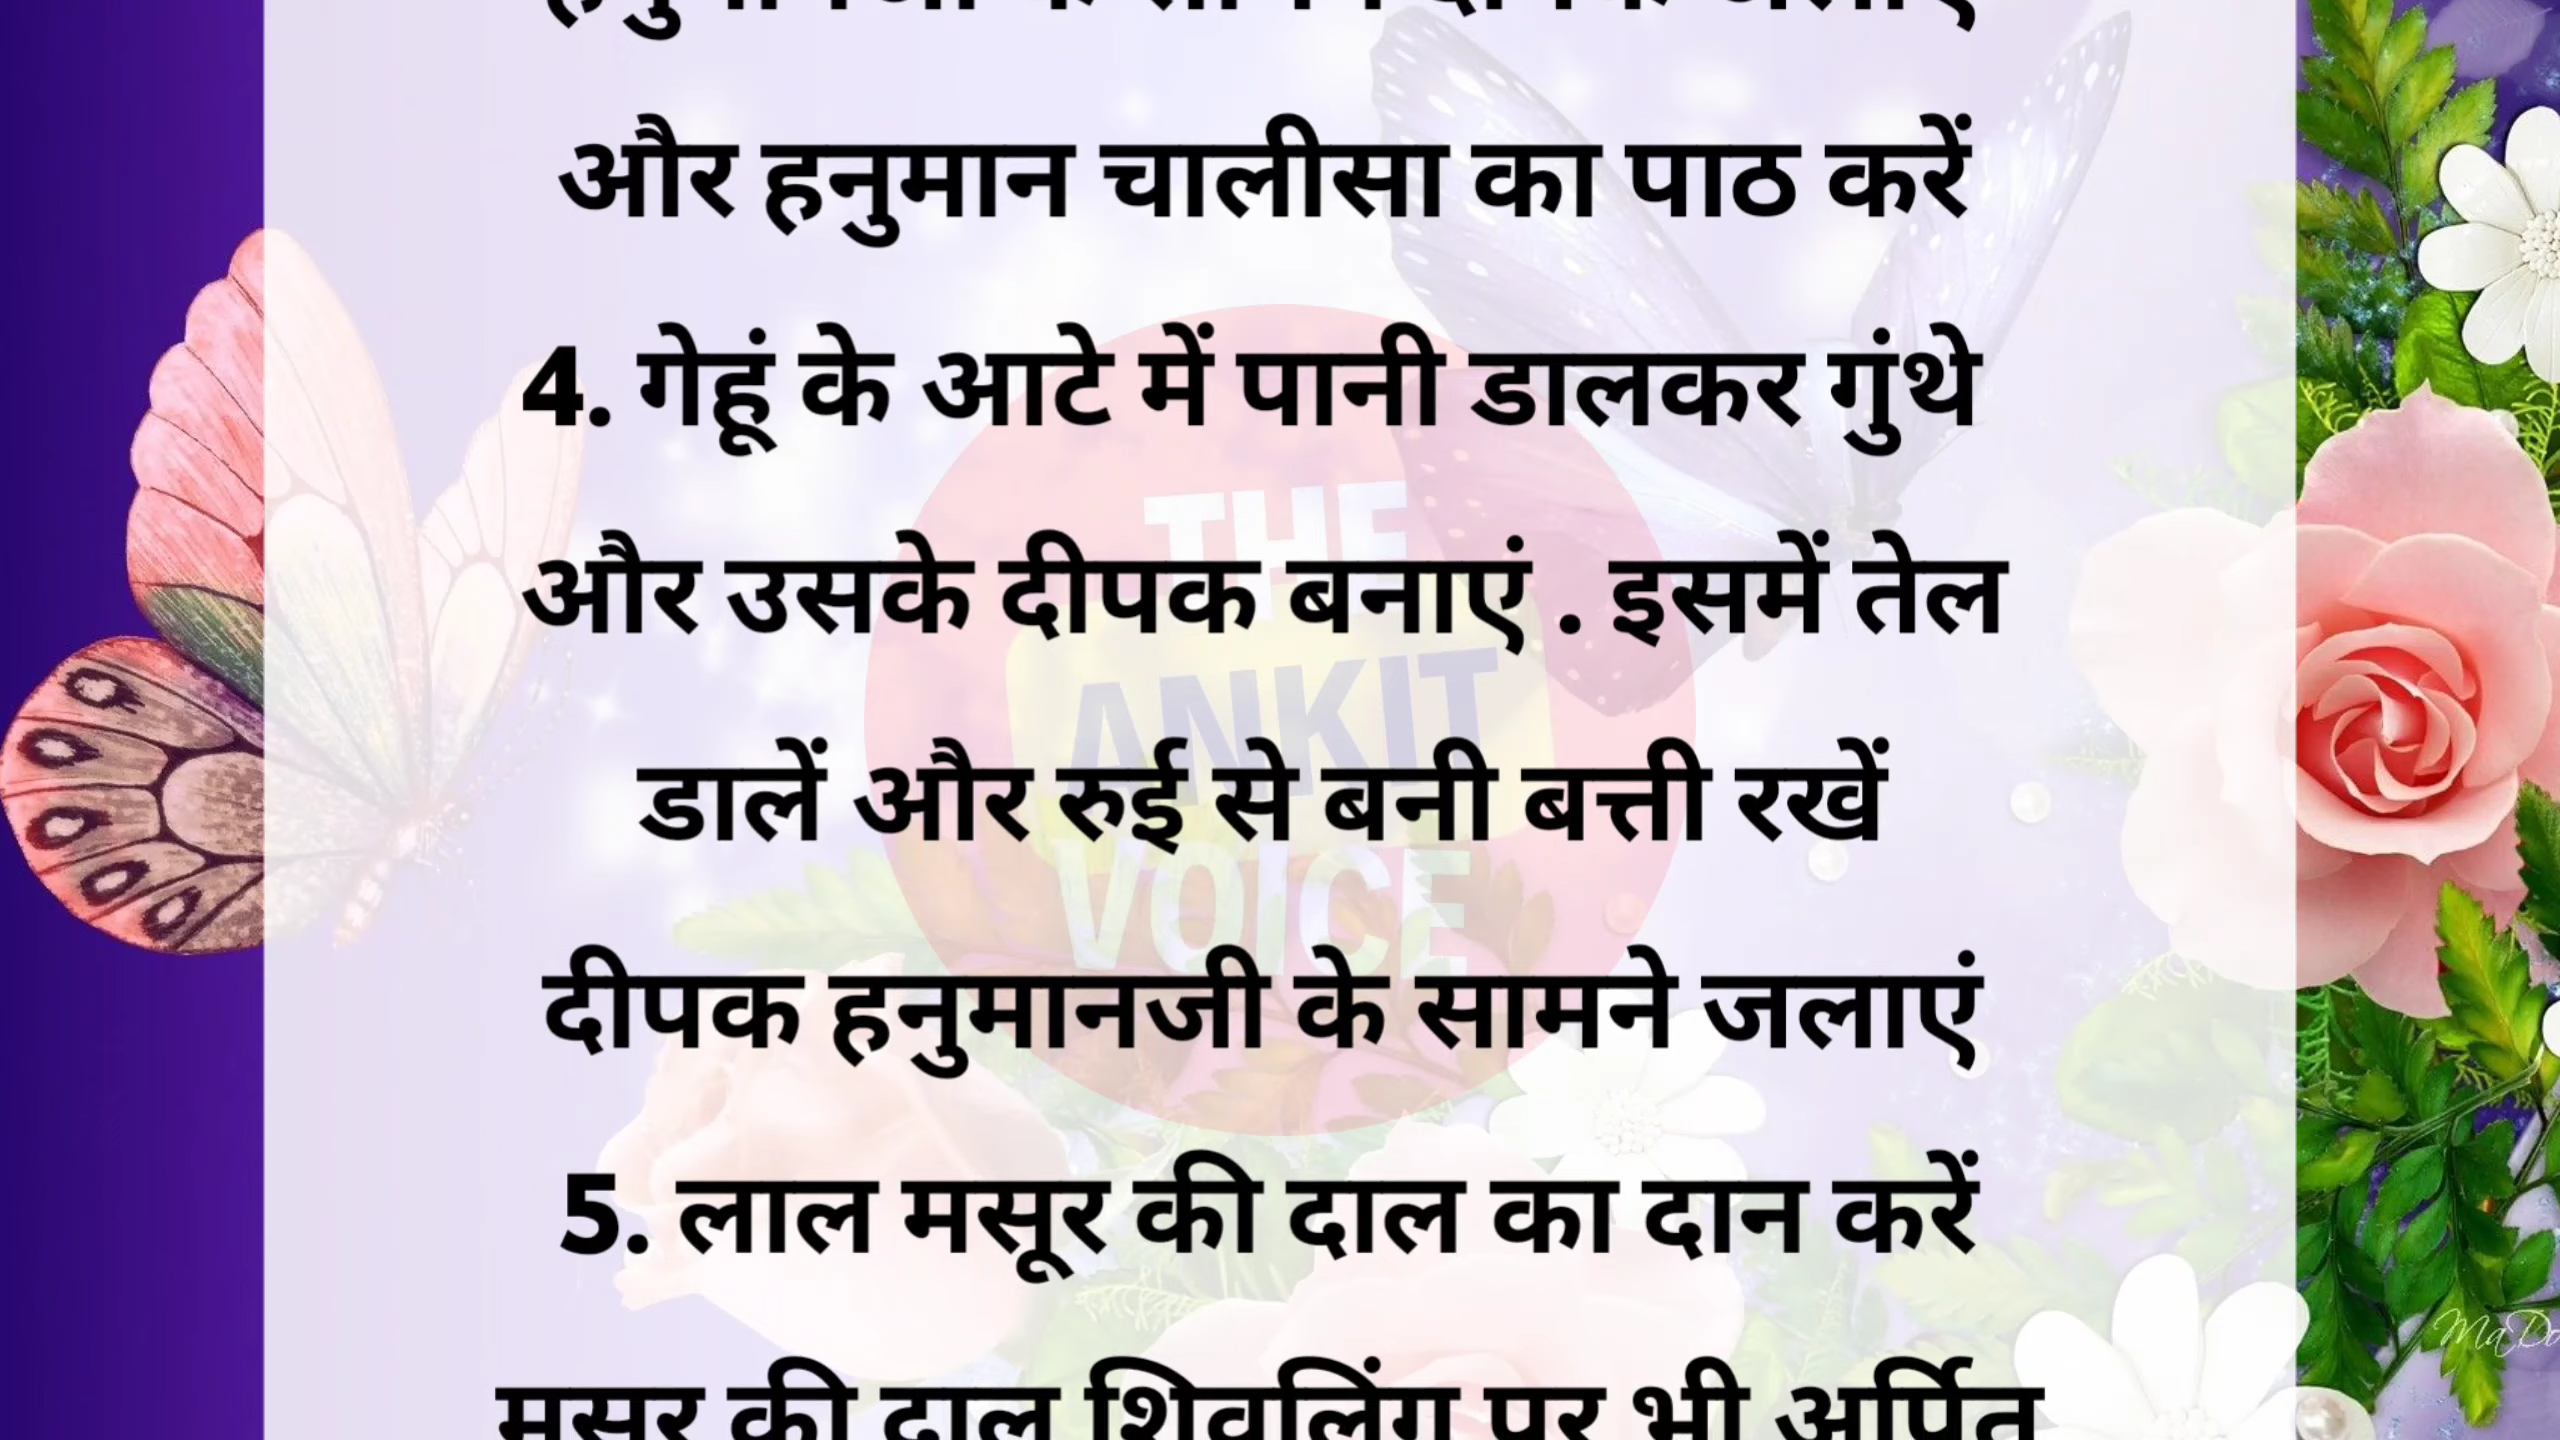 और हनुमान चालीसा का पाठ करें
4. गेहूं के आटे में पानी डालकर गुंथे
और उसके दीपक बनाएं . इसमें तेल
डालें और रुई से बनी बत्ती रखें
दीपक हनुमानजी के सामने जलाएं
5. लाल मसूर की दाल का दान करें
मसूर की दाल शिवलिंग पर भी अर्पित
THE
ANKIT
VOICE